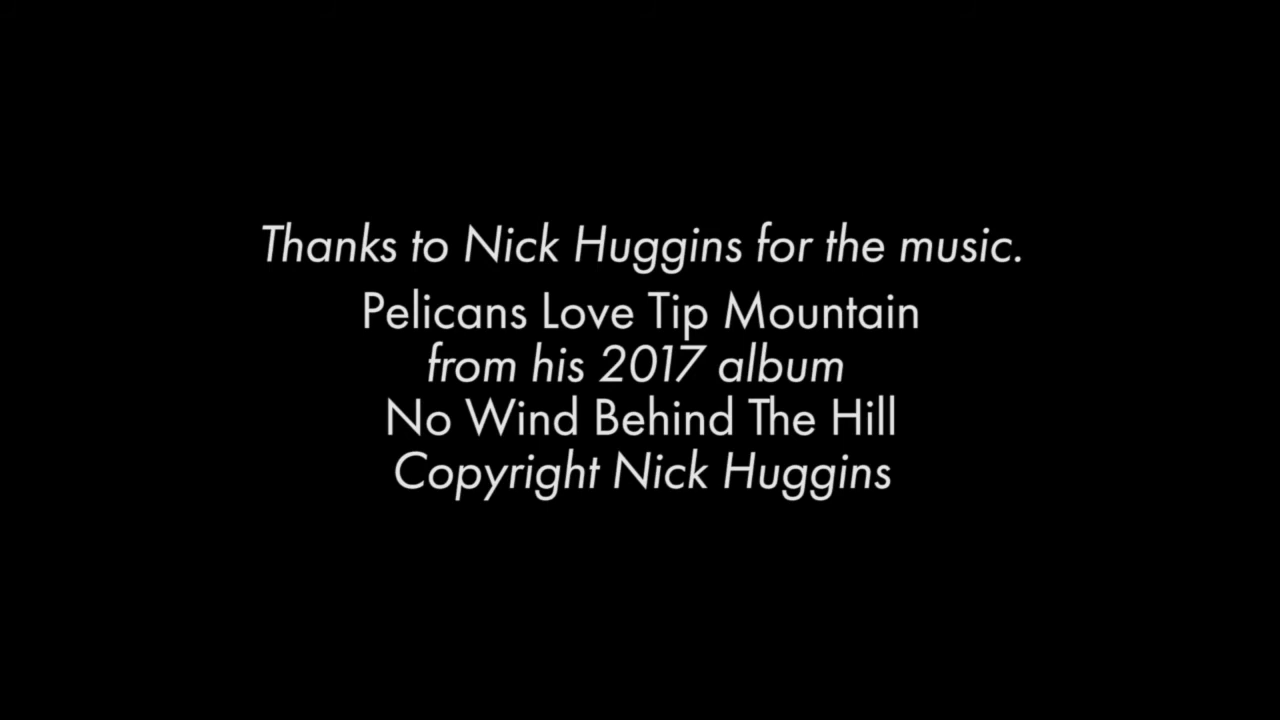 Thanks to Nick Huggins for the music.
Pelicans Love Tip Mountain
from his 2017 album
No Wind Behind The Hill
Copyright Nick Huggins